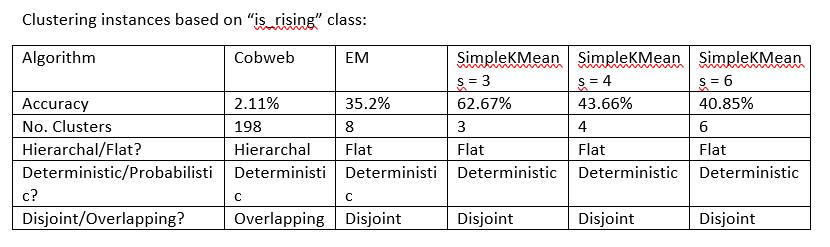 Clustering instances based on “is_rising” class:
Algorithm Cobweb EM SimpleKMean SimpleKMean SimpleKMean
s = 3 s = 4 s = 6
Accuracy 2.11% 35.2% 62.67% 43.66% 40.85%
No. Clusters 198 8 3 4 6
Hierarchal/Flat? Hierarchal Flat Flat Flat Flat
Deterministic/Probabilisti Deterministi Deterministi Deterministic Deterministic Deterministic
c? c c
Disjoint/Overlapping? Overlapping Disjoint Disjoint Disjoint Disjoint